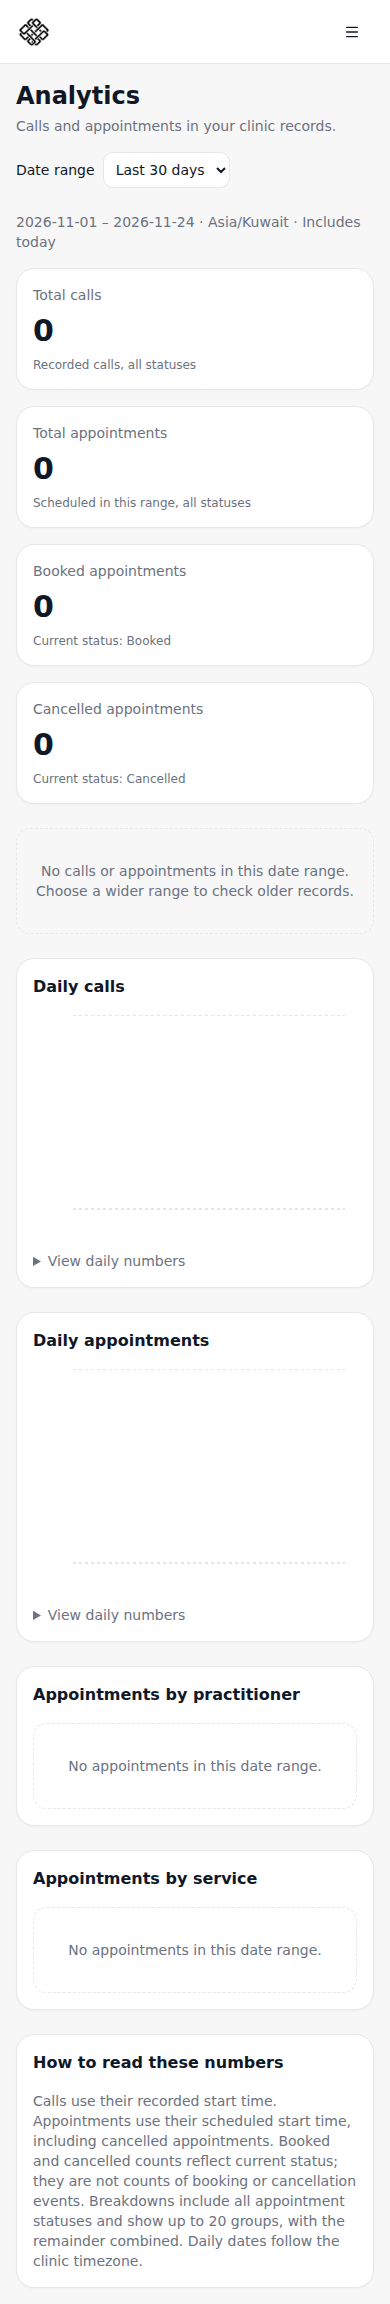 Analytics
Calls and appointments in your clinic records.
Date range Last 30 days
2026-11-01 – 2026-11-24 · Asia/Kuwait · Includes
today
Total calls
0
Recorded calls, all statuses
Total appointments
0
Scheduled in this range, all statuses
Booked appointments
0
Current status: Booked
Cancelled appointments
0
Current status: Cancelled
No calls or appointments in this date range.
Choose a wider range to check older records.
Daily calls
View daily numbers
Daily appointments
View daily numbers
Appointments by practitioner
No appointments in this date range.
Appointments by service
No appointments in this date range.
How to read these numbers
Calls use their recorded start time.
Appointments use their scheduled start time,
including cancelled appointments. Booked
and cancelled counts reflect current status;
they are not counts of booking or cancellation
events. Breakdowns include all appointment
statuses and show up to 20 groups, with the
remainder combined. Daily dates follow the
clinic timezone.